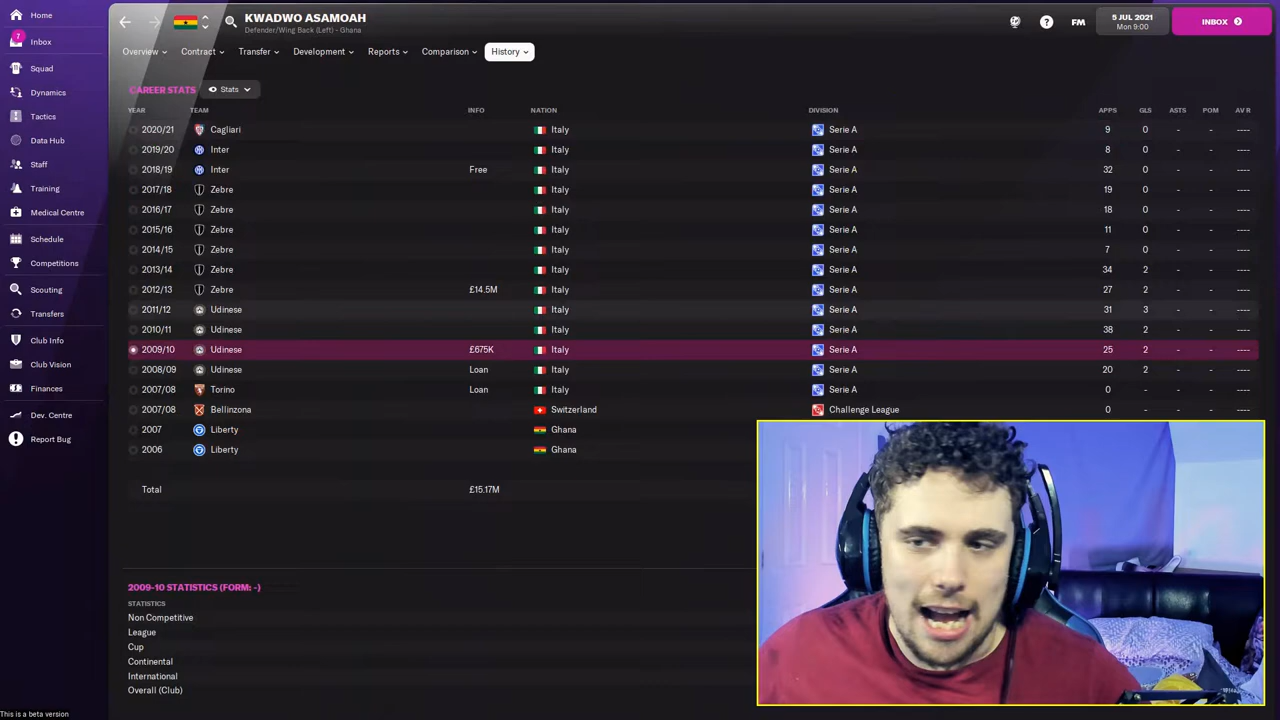 Home
7
Inbox
Squad
Dynamics
Tactics
Data Hub
Staff
Training
Medical Centre
Schedule
Competitions
Scouting
Transfers
Club Info
Club Vision
Finances
Dev. Centre
Report Bug
This is a beta version
KWADWO ASAMOAH
Defender/Wing Back (Left) - Ghana
? FM 5 JUL 2021 INBOX
Mon 9:00
Overview Contract Transfer Development Reports Comparison History
CAREER STATS Stats
YEAR TEAM INFO NATION DIVISION APPS GLS ASTS POM AV R
2020/21 Cagliari Italy Serie A 9 0 - - ----
2019/20 Inter Italy Serie A 8 0 - - ----
2018/19 Inter Free Italy Serie A 32 0 - - ----
2017/18 Zebre Italy Serie A 19 0 - - ----
2016/17 Zebre Italy Serie A 18 0 - - ----
2015/16 Zebre Italy Serie A 11 0 - - ----
2014/15 Zebre Italy Serie A 7 0 - - ----
2013/14 Zebre Italy Serie A 34 2 - - ----
2012/13 Zebre £14.5M Italy Serie A 27 2 - - ----
2011/12 Udinese Italy Serie A 31 3 - - ----
2010/11 Udinese Italy Serie A 38 2 - - ----
2009/10 Udinese £675K Italy Serie A 25 2 - - ----
2008/09 Udinese Loan Italy Serie A 20 2 - - ----
2007/08 Torino Loan Italy Serie A 0 - - - ----
2007/08 Bellinzona Switzerland Challenge League 0 - - - ----
2007 Liberty Ghana
2006 Liberty Ghana
Total £15.17M
2009-10 STATISTICS (FORM: -)
STATISTICS
Non Competitive
League
Cup
Continental
International
Overall (Club)